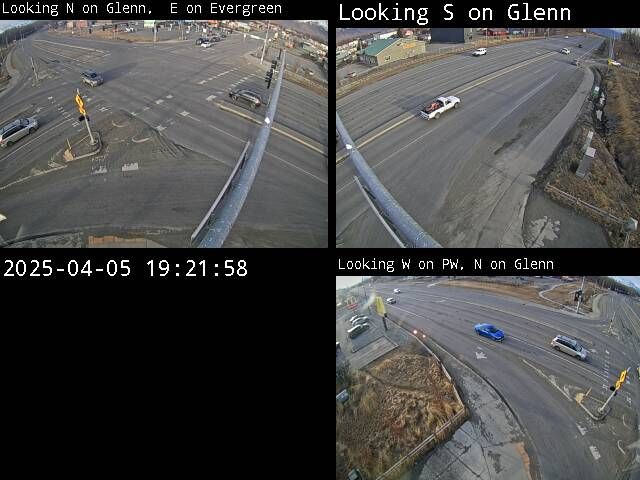 Looking N on Glenn,  E on Evergreen
Looking S on Glenn
2025-04-05 19:21:58
Looking W on PW, N on Glenn